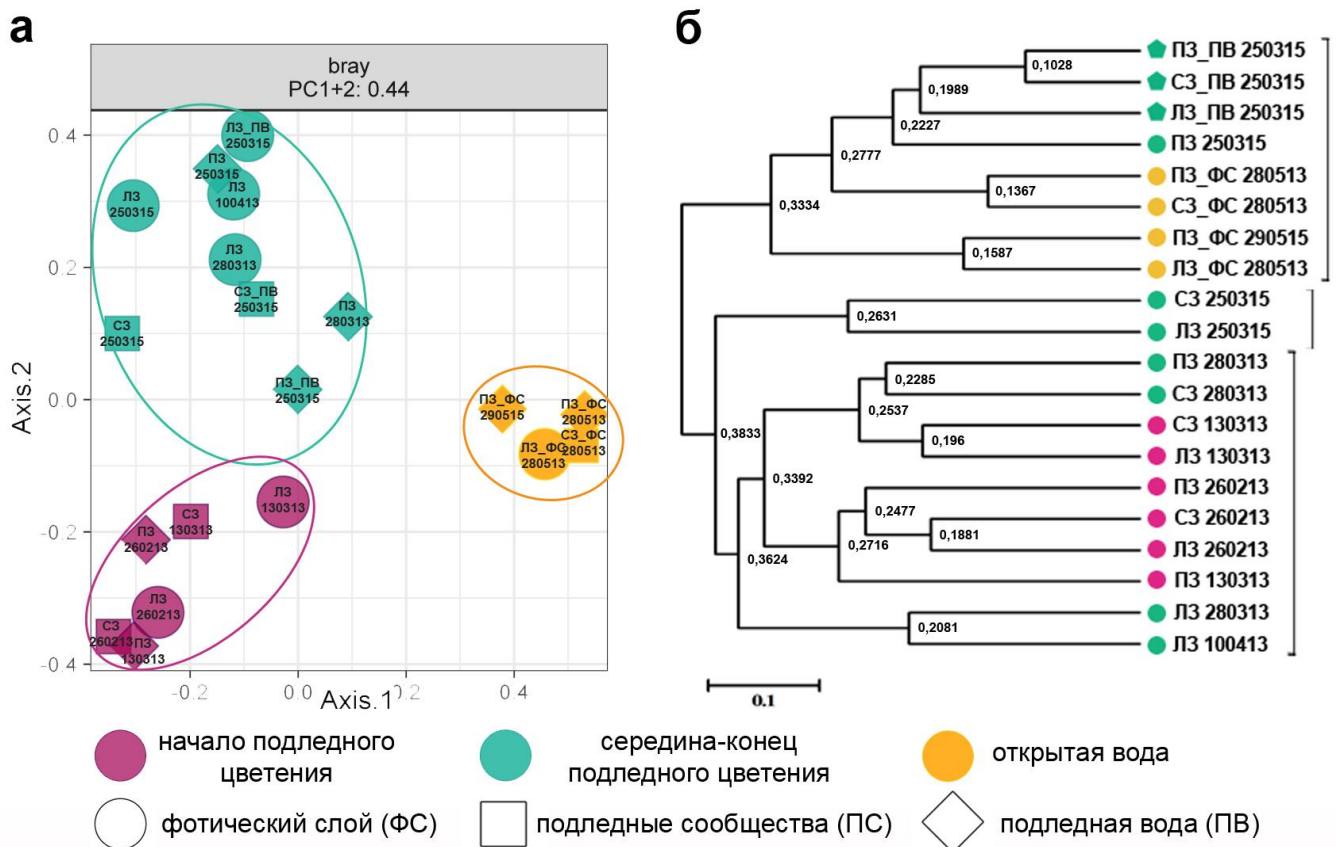 а
bray
PC1+2: 0.44
Axis.2
0.4
0.2
0.0
-0.2
-0.4
ЛЗ_ПВ
250315
ПЗ
250315
ЛЗ
100413
ЛЗ
250315
ЛЗ
280313
СЗ_ПВ
250315
ПЗ
280313
СЗ
250315
ПЗ_ПВ
250315
ПЗ_ФС
290515
ПЗ_ФС
280513
СЗ_ФС
280513
ЛЗ_ФС
280513
ЛЗ
130313
СЗ
130313
ПЗ
260213
ЛЗ
260213
СЗ
260213
ПЗ
130313
-0.2
0.0
0.2
0.4
Axis.1
б
ПЗ_ПВ 250315
СЗ_ПВ 250315
ЛЗ_ПВ 250315
ПЗ 250315
ПЗ_ФС 280513
СЗ_ФС 280513
ПЗ_ФС 290515
ЛЗ_ФС 280513
СЗ 250315
ЛЗ 250315
ПЗ 280313
СЗ 280313
СЗ 130313
ЛЗ 130313
ПЗ 260213
СЗ 260213
ЛЗ 260213
ПЗ 130313
ЛЗ 280313
ЛЗ 100413
0,1028
0,1989
0,2227
0,2777
0,1367
0,3334
0,1587
0,2631
0,2285
0,2537
0,196
0,3833
0,3392
0,2477
0,1881
0,2716
0,3624
0,2081
0.1
начало подледного
цветения
середина-конец
подледного цветения
открытая вода
фотический слой (ФС)
подледные сообщества (ПС)
подледная вода (ПВ)